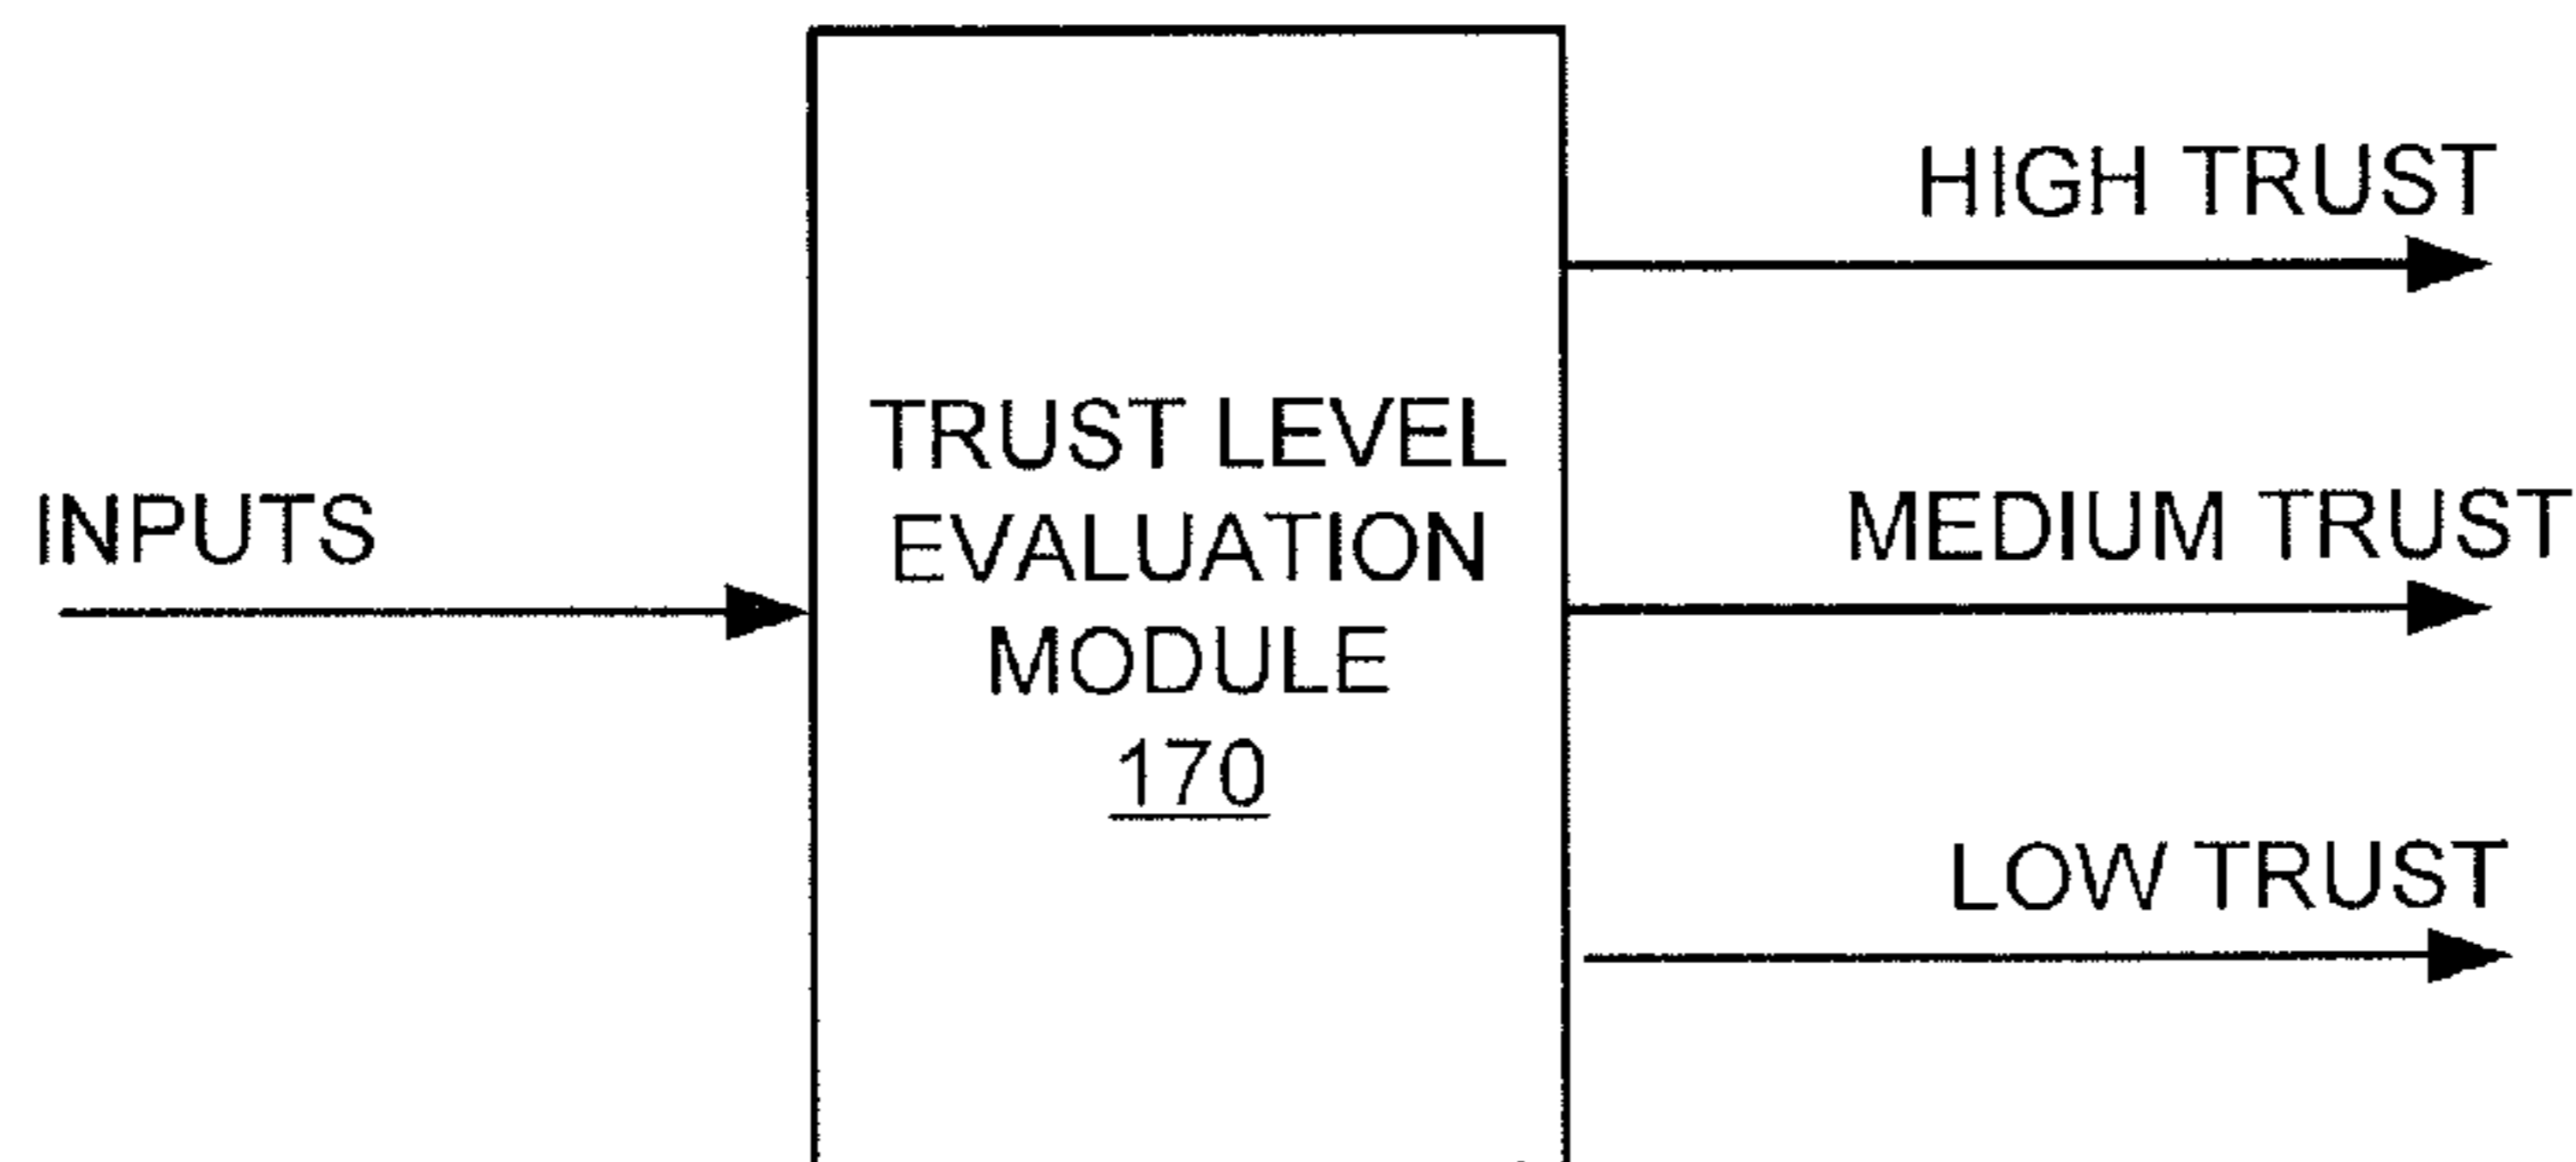 HIGH TRUST
TRUST LEVEL
INPUTS
EVALUATION
MEDIUM TRUST
MODULE
170
LOW TRUST